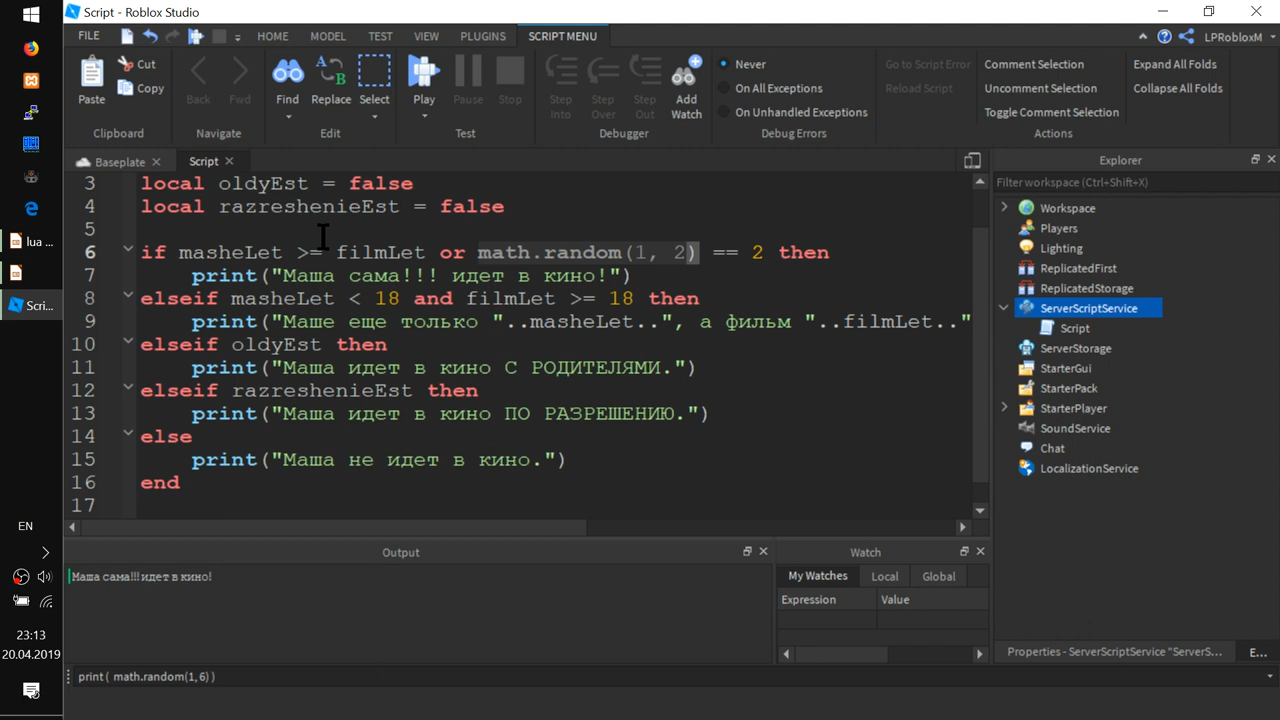 Script - Roblox Studio
FILE HOME MODEL TEST VIEW PLUGINS SCRIPT MENU LPRobloxM
Paste Cut Copy
Clipboard
Back Fwd
Navigate
Find Replace Select
Edit
Play Pause Stop
Test
Step Into Step Over Step Out Add Watch
Debugger
Never
On All Exceptions
On Unhandled Exceptions
Debug Errors
Go to Script Error
Reload Script
Comment Selection
Uncomment Selection
Toggle Comment Selection
Expand All Folds
Collapse All Folds
Actions
Baseplate Script
3 local oldyEst = false
4 local razreshenieEst = false
5
6 if masheLet >= filmLet or math.random(1, 2) == 2 then
7 print("Маша сама!!! идет в кино!")
8 elseif masheLet < 18 and filmLet >= 18 then
9 print("Маше еще только "..masheLet..", а фильм "..filmLet.."
10 elseif oldyEst then
11 print("Маша идет в кино С РОДИТЕЛЯМИ.")
12 elseif razreshenieEst then
13 print("Маша идет в кино ПО РАЗРЕШЕНИЮ.")
14 else
15 print("Маша не идет в кино.")
16 end
17
Output
Маша сама!!! идет в кино!
Watch
My Watches Local Global
Expression Value
print( math.random(1,6))
Explorer
Filter workspace (Ctrl+Shift+X)
Workspace
Players
Lighting
ReplicatedFirst
ReplicatedStorage
ServerScriptService
Script
ServerStorage
StarterGui
StarterPack
StarterPlayer
SoundService
Chat
LocalizationService
Properties - ServerScriptService "ServerS... E...
lua ...
Scri...
EN
23:13
20.04.2019